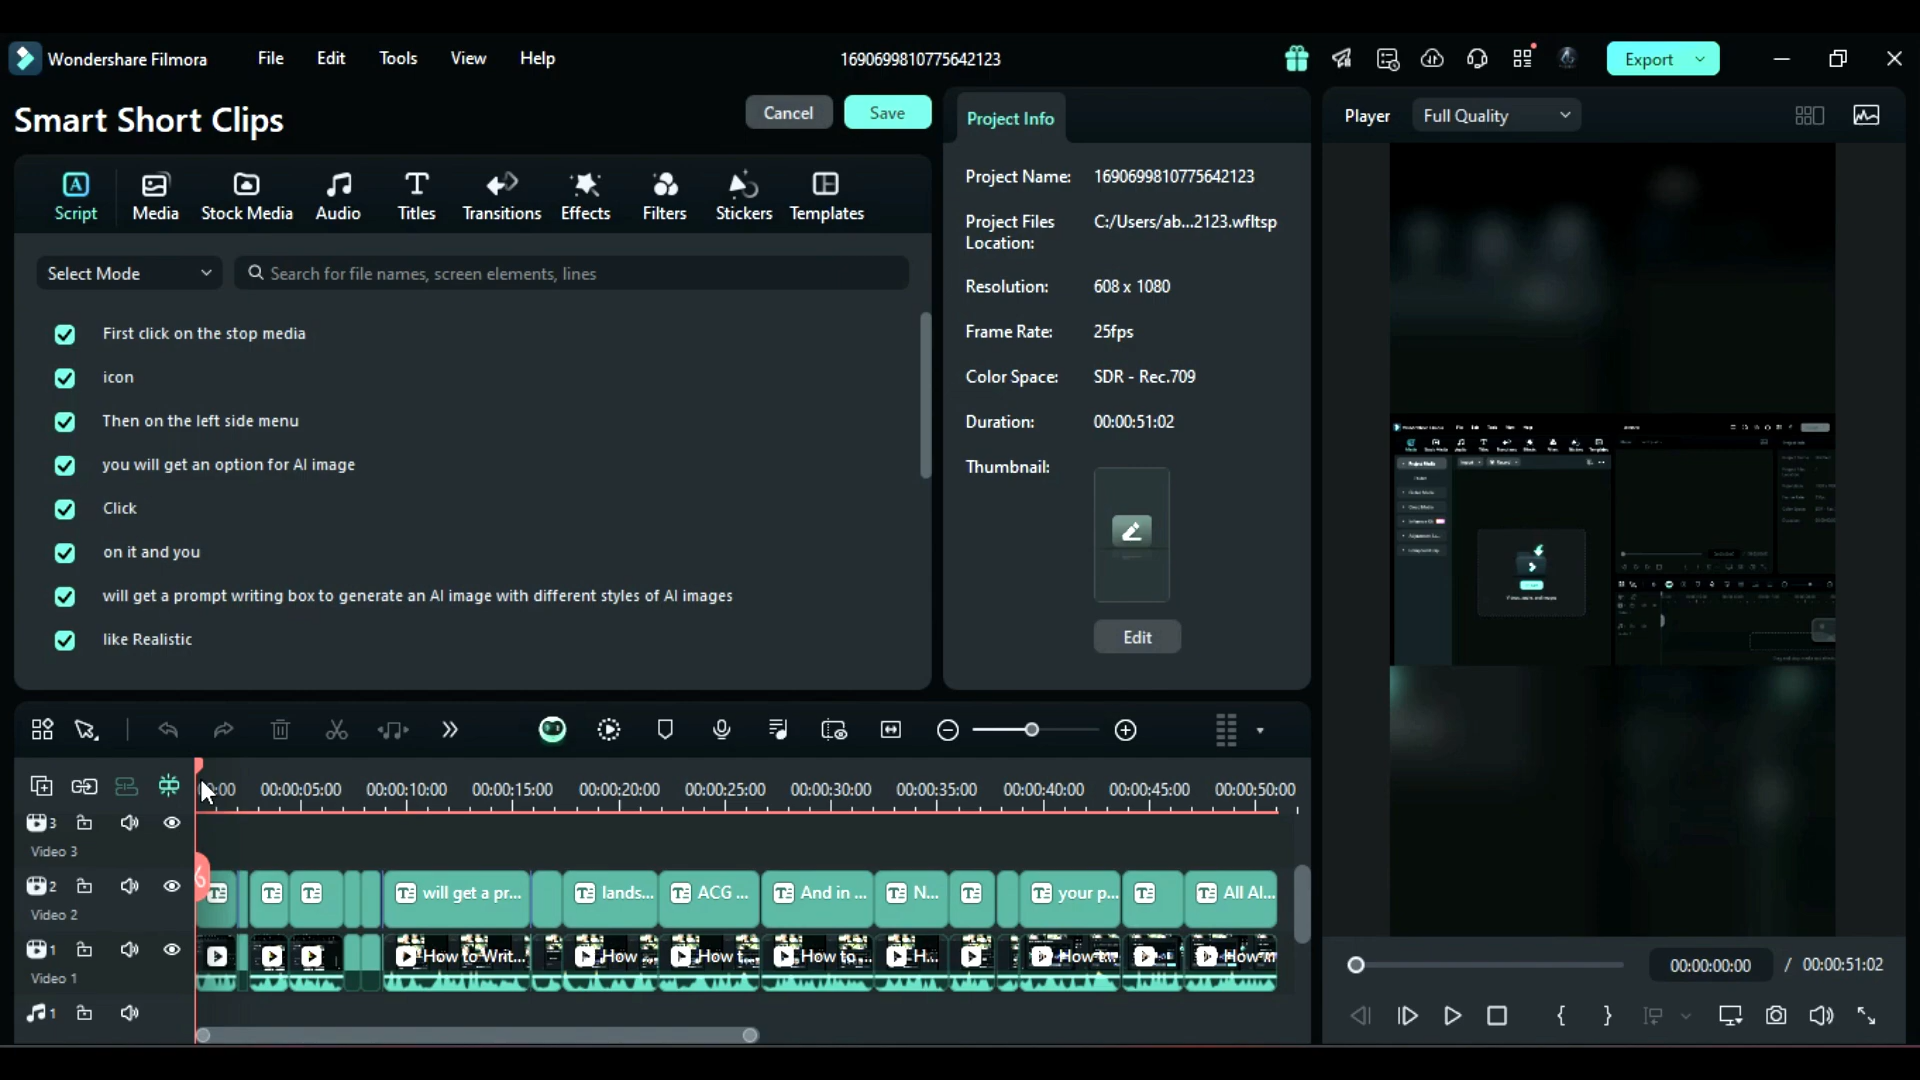 Wondershare Filmora File Edit Tools View Help 1690699810775642123 Export
Smart Short Clips Cancel Save
Script Media Stock Media Audio Titles Transitions Effects Filters Stickers Templates
Select Mode Search for file names, screen elements, lines
First click on the stop media
icon
Then on the left side menu
you will get an option for AI image
Click
on it and you
will get a prompt writing box to generate an AI image with different styles of AI images
like Realistic
Project Info
Project Name: 1690699810775642123
Project Files Location: C:/Users/ab...2123.wfltsp
Resolution: 608 x 1080
Frame Rate: 25fps
Color Space: SDR - Rec.709
Duration: 00:00:51:02
Thumbnail:
Edit
Player Full Quality
00:00:00:00 / 00:00:51:02
:00 00:00:05:00 00:00:10:00 00:00:15:00 00:00:20:00 00:00:25:00 00:00:30:00 00:00:35:00 00:00:40:00 00:00:45:00 00:00:50:00
3
Video 3
2 will get a pr... lands... ACG ... And in ... N... your p... All AI...
Video 2
1 How to Writ... How ... How t... How to ... H...
Video 1
1